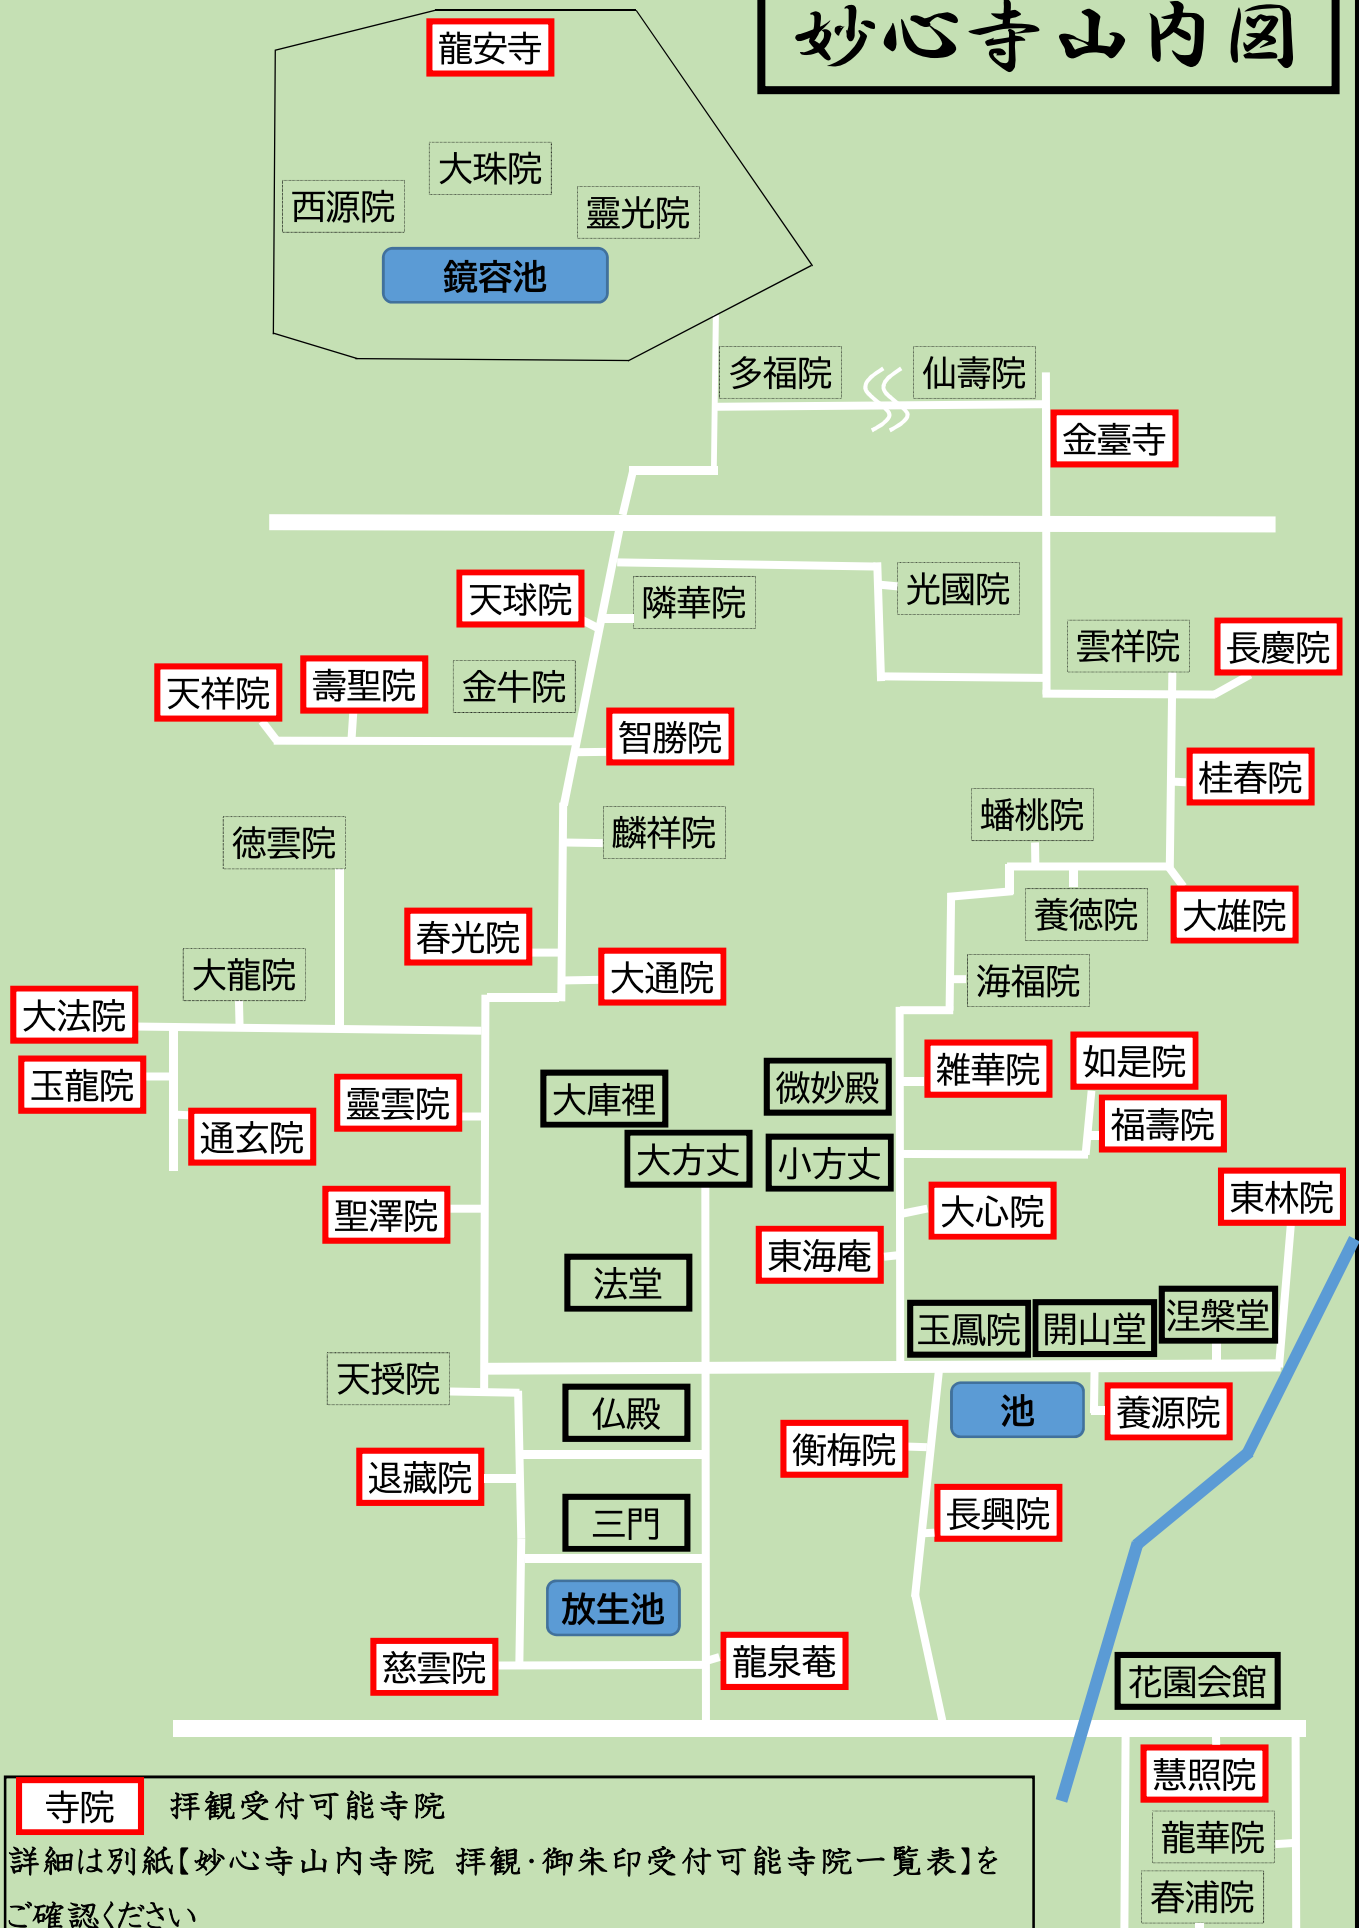 妙心寺山内図
龍安寺
大珠院
西源院
靈光院
鏡容池
多福院
仙壽院
金臺寺
天球院
隣華院
光國院
雲祥院
長慶院
天祥院
壽聖院
金牛院
智勝院
桂春院
蟠桃院
徳雲院
麟祥院
養徳院
大雄院
春光院
大通院
大龍院
海福院
大法院
玉龍院
通玄院
靈雲院
大庫裡
微妙殿
雑華院
如是院
福壽院
大方丈
小方丈
聖澤院
大心院
東林院
東海庵
法堂
玉鳳院
開山堂
涅槃堂
天授院
仏殿
池
養源院
衡梅院
退藏院
長興院
三門
放生池
慈雲院
龍泉菴
花園会館
慧照院
龍華院
春浦院
寺院 拝観受付可能寺院
詳細は別紙【妙心寺山内寺院 拝観・御朱印受付可能寺院一覧表】を
ご確認ください